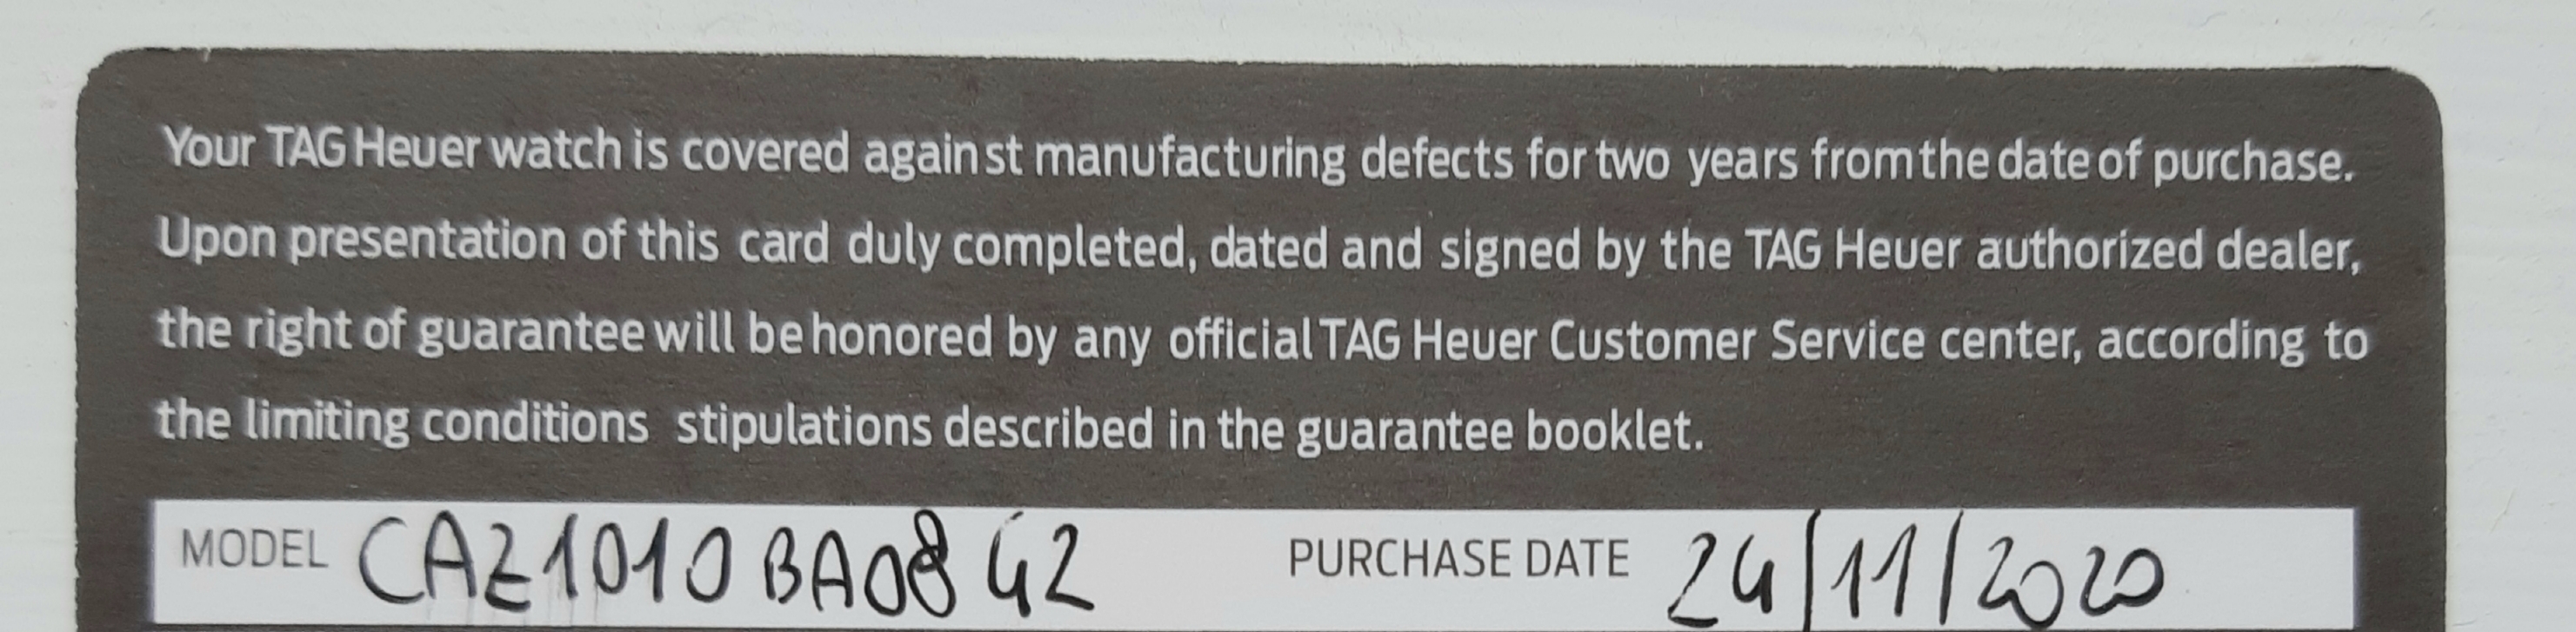 Your TAG Heuer watch is covered against manufacturing defects for two years from the date of purchase.
Upon presentation of this card duly completed, dated and signed by the TAG Heuer authorized dealer,
the right of guarantee will be honored by any official TAG Heuer Customer Service center, according to
the limiting conditions stipulations described in the guarantee booklet.
MODEL CAZ1010 BA0842 PURCHASE DATE 24/11/2020